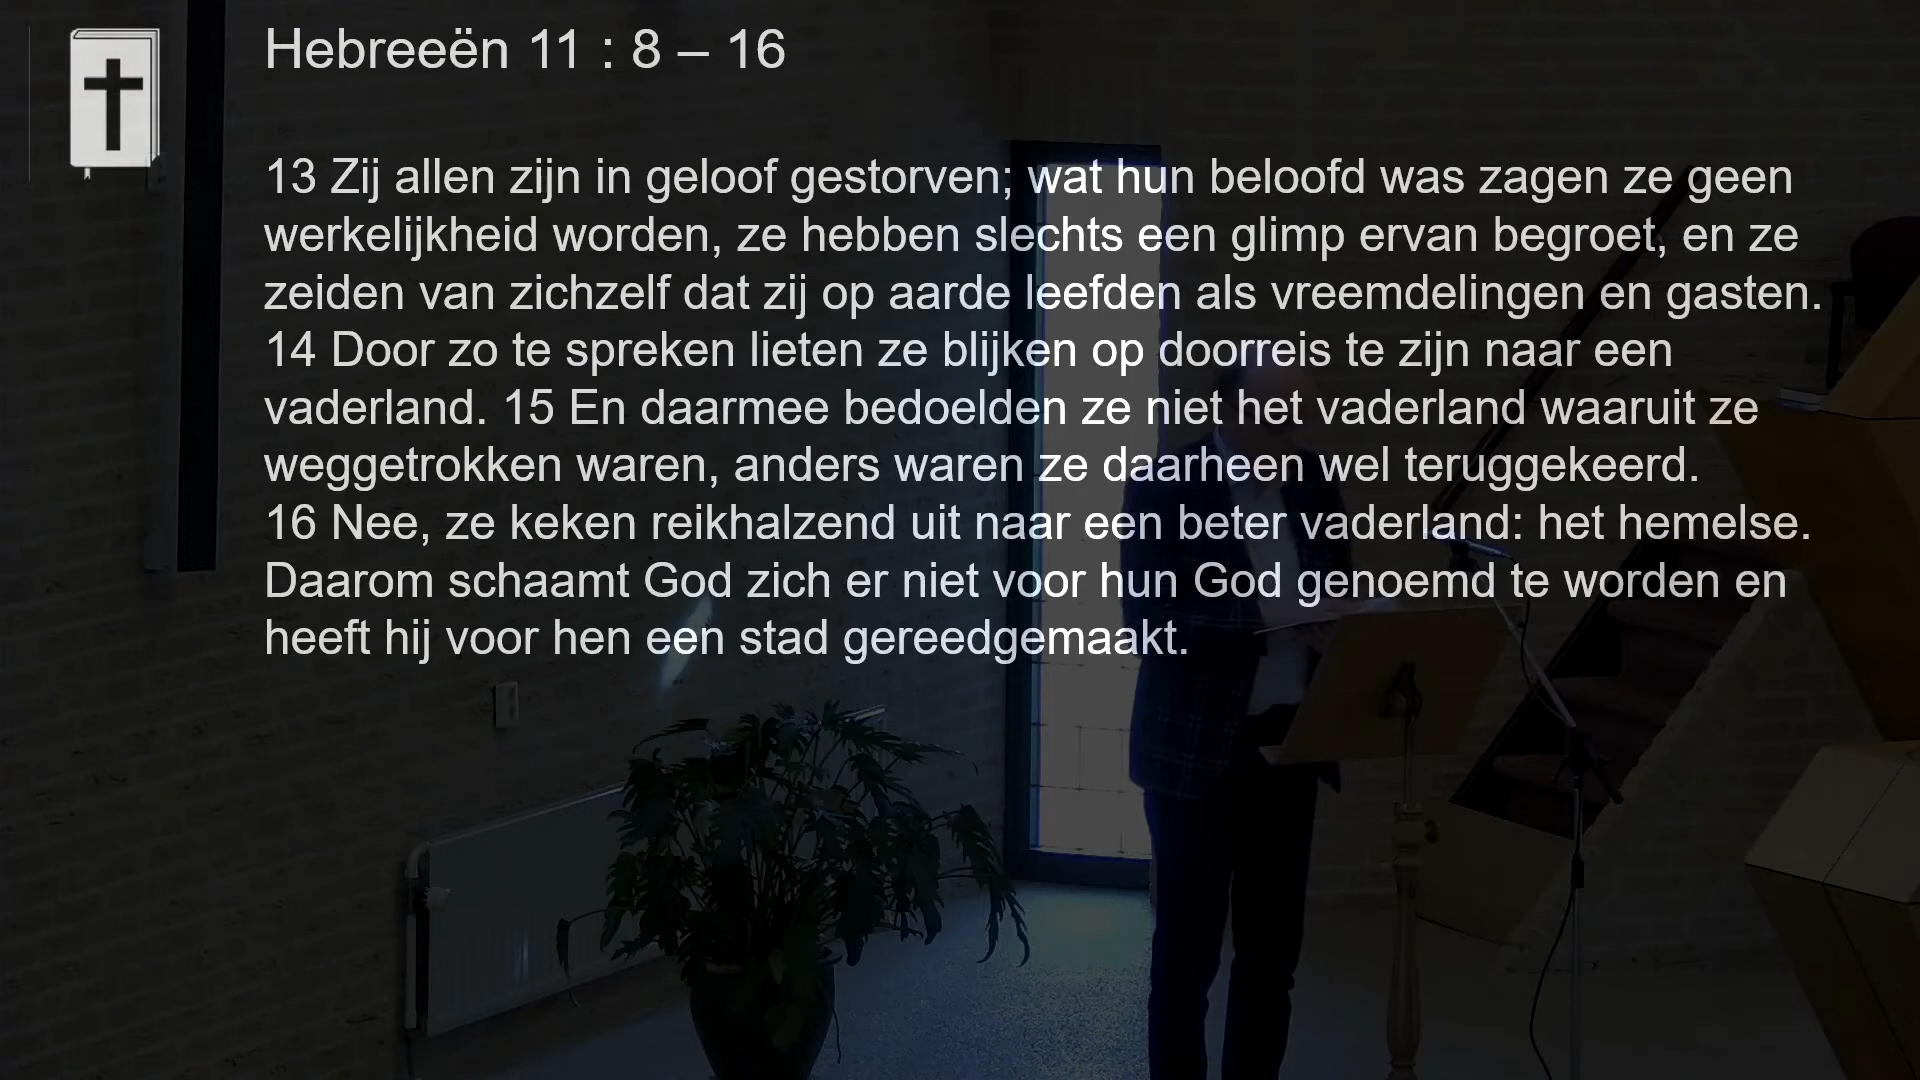 Hebreeën 11 : 8 – 16
13 Zij allen zijn in geloof gestorven; wat hun beloofd was zagen ze geen
werkelijkheid worden, ze hebben slechts een glimp ervan begroet, en ze
zeiden van zichzelf dat zij op aarde leefden als vreemdelingen en gasten.
14 Door zo te spreken lieten ze blijken op doorreis te zijn naar een
vaderland. 15 En daarmee bedoelden ze niet het vaderland waaruit ze
weggetrokken waren, anders waren ze daarheen wel teruggekeerd.
16 Nee, ze keken reikhalzend uit naar een beter vaderland: het hemelse.
Daarom schaamt God zich er niet voor hun God genoemd te worden en
heeft hij voor hen een stad gereedgemaakt.